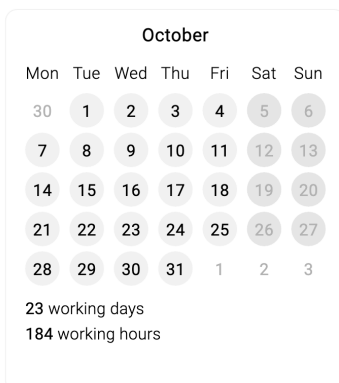 October
Mon Tue Wed Thu Fri Sat Sun
30 1 2 3 4 5 6
7 8 9 10 11 12 13
14 15 16 17 18 19 20
21 22 23 24 25 26 27
28 29 30 31 1 2 3
23 working days
184 working hours